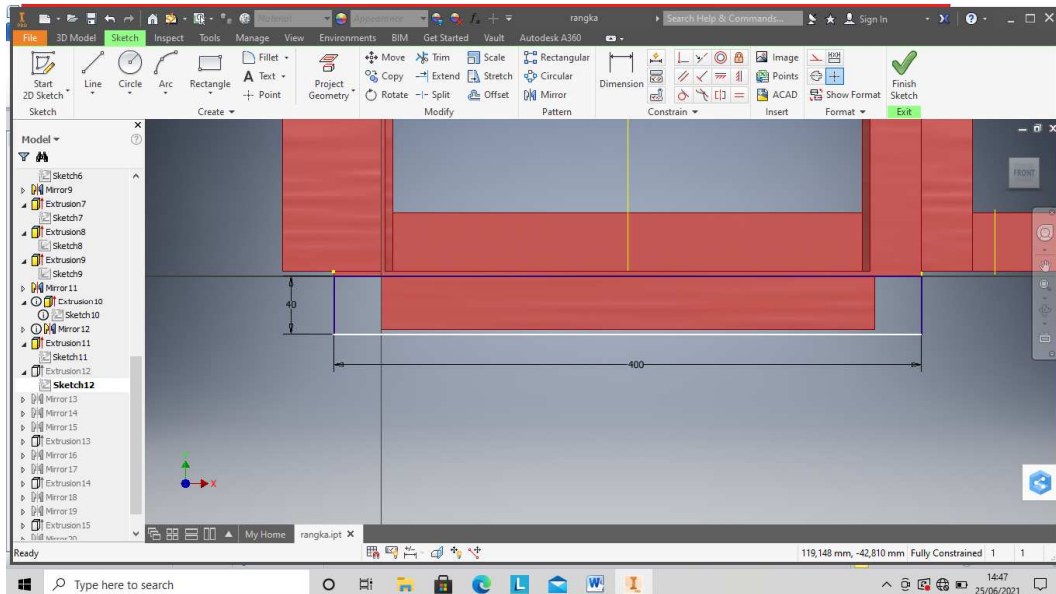 Material
Appearance
rangka
Search Help & Commands...
Sign In
File 3D Model Sketch Inspect Tools Manage View Environments BIM Get Started Vault Autodesk A360
Start
2D Sketch
Line
Circle
Arc
Rectangle
Fillet
Text
Point
Project
Geometry
Move
Copy
Rotate
Trim
Extend
Split
Scale
Stretch
Offset
Rectangular
Circular
Mirror
Dimension
Image
Points
ACAD
Show Format
Finish
Sketch
Sketch Create Modify Pattern Constrain Insert Format Exit
Model
Sketch6
Mirror9
Extrusion7
Sketch7
Extrusion8
Sketch8
Extrusion9
Sketch9
Mirror11
Extrusion10
Sketch10
Mirror12
Extrusion11
Sketch11
Extrusion12
Sketch12
Mirror13
Mirror14
Mirror15
Extrusion13
Mirror16
Mirror17
Extrusion14
Mirror18
Mirror19
Extrusion15
Mirror20
FRONT
40
400
Y
X
My Home rangka.ipt
Ready
119,148 mm, -42,810 mm Fully Constrained 1 1
Type here to search
14:47
25/06/2021